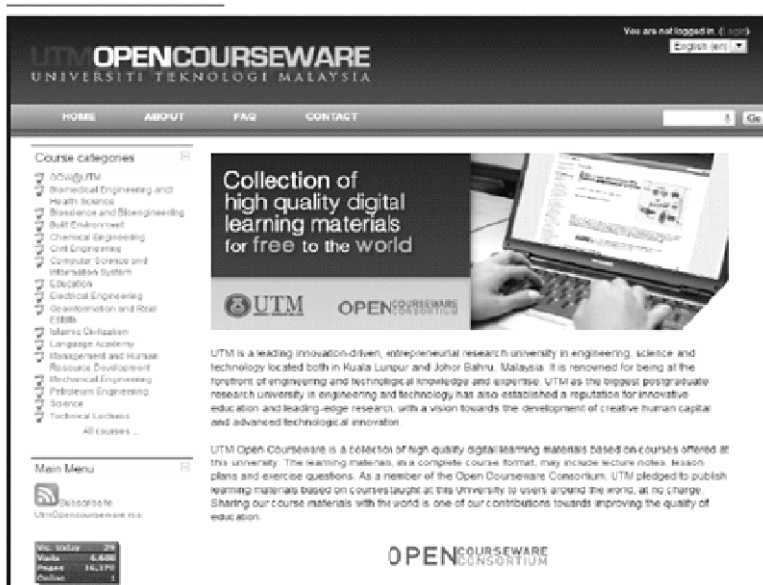 You are not logged in. (Login)
English (en)
UTMOPENCOURSEWARE
UNIVERSITI TEKNOLOGI MALAYSIA
HOME ABOUT FAQ CONTACT
Go
Course categories
OCW@UTM
Biomedical Engineering and
Health Science
Bioscience and Bioengineering
Built Environment
Chemical Engineering
Civil Engineering
Computer Science and
Information System
Education
Electrical Engineering
Geoinformation and Real
Estate
Islamic Civilization
Language Academy
Management and Human
Resource Development
Mechanical Engineering
Petroleum Engineering
Science
Technical Lectures
All courses ...
Main Menu
Subscribe to
UtmOpencourseware rss
Vis. today 29
Visits 6,608
Pages 16,170
Online 1
Collection of
high quality digital
learning materials
for free to the world
UTM OPENCOURSEWARE
CONSORTIUM
UTM is a leading innovation-driven, entrepreneurial research university in engineering, science and
technology located both in Kuala Lumpur and Johor Bahru, Malaysia. It is renowned for being at the
forefront of engineering and technological knowledge and expertise. UTM as the biggest postgraduate
research university in engineering and technology has also established a reputation for innovative
education and leading-edge research, with a vision towards the development of creative human capital
and advanced technological innovation.
UTM Open Courseware is a collection of high-quality digital learning materials based on courses offered at
this university. The learning materials, in a complete course format, may include lecture notes, lesson
plans and exercise questions. As a member of the Open Courseware Consortium, UTM pledged to publish
learning materials based on courses taught at this University to users around the world, at no charge.
Sharing our course materials with the world is one of our contributions towards improving the quality of
education.
OPENCOURSEWARE
CONSORTIUM